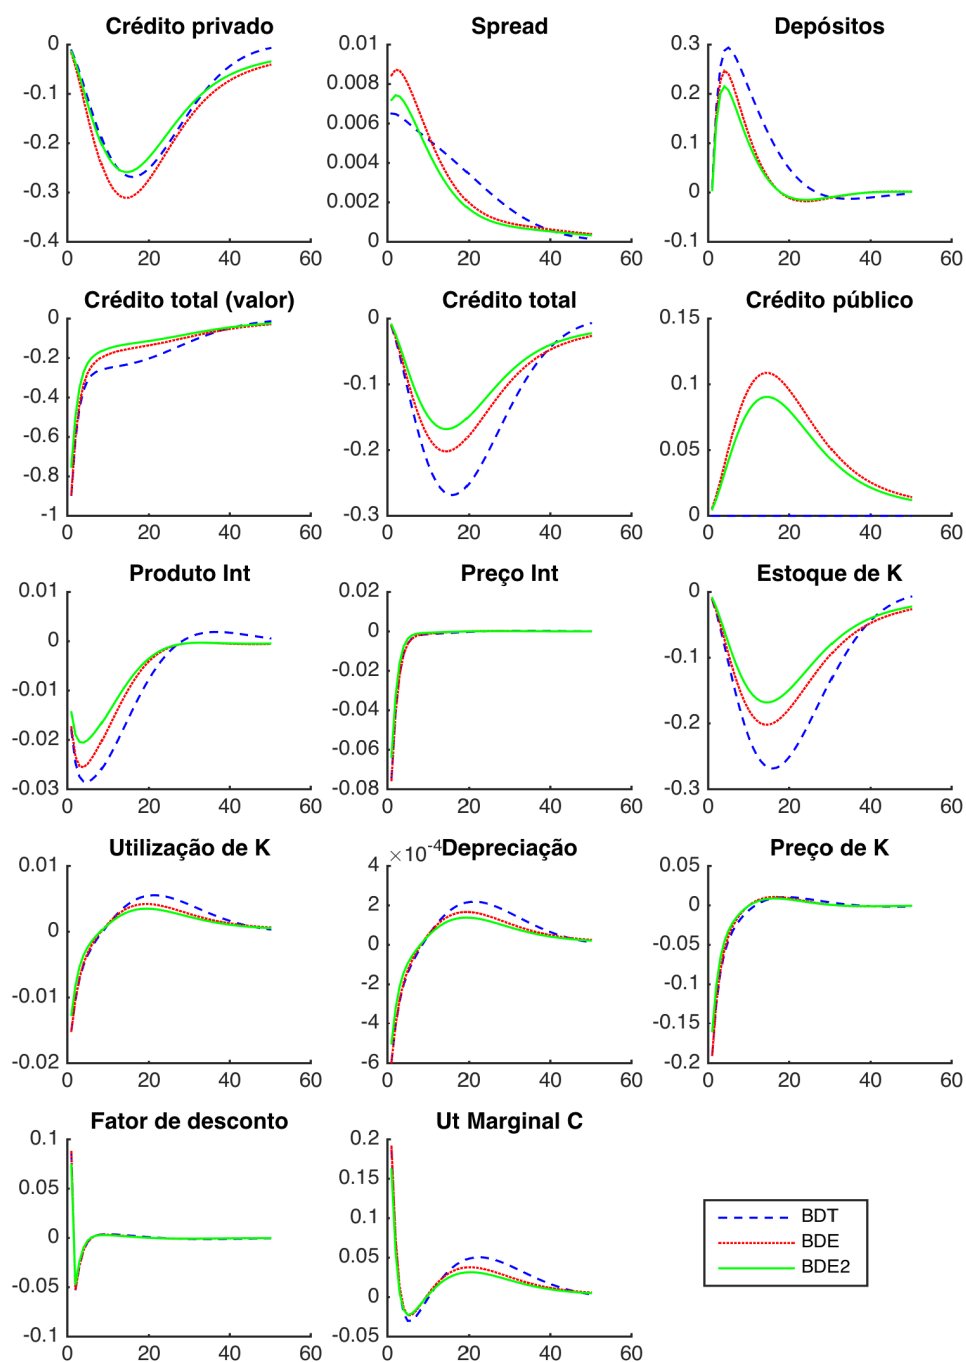 Crédito privado Spread Depósitos
0 0.01 0.3
-0.1 0.008 0.2
-0.2 0.006 0.1
-0.3 0.004 0
0.002
-0.4 0 -0.1
0 20 40 60 0 20 40 60 0 20 40 60
Crédito total (valor) Crédito total Crédito público
0 0 0.15
-0.2 -0.1 0.1
-0.4
-0.6 -0.2 0.05
-0.8
-1 -0.3 0
0 20 40 60 0 20 40 60 0 20 40 60
Produto Int Preço Int Estoque de K
0.01 0.02 0
0 0 -0.1
-0.02
-0.01 -0.04 -0.2
-0.02 -0.06
-0.03 -0.08 -0.3
0 20 40 60 0 20 40 60 0 20 40 60
Utilização de K ×10-4 Depreciação Preço de K
0.01 4 0.05
2 0
0 0 -0.05
-0.01 -2 -0.1
-4 -0.15
-0.02 -6 -0.2
0 20 40 60 0 20 40 60 0 20 40 60
Fator de desconto Ut Marginal C
0.1 0.2
0.05 0.15
0.1
0 0.05
-0.05 0
-0.1 -0.05
0 20 40 60 0 20 40 60
BDT
BDE
BDE2